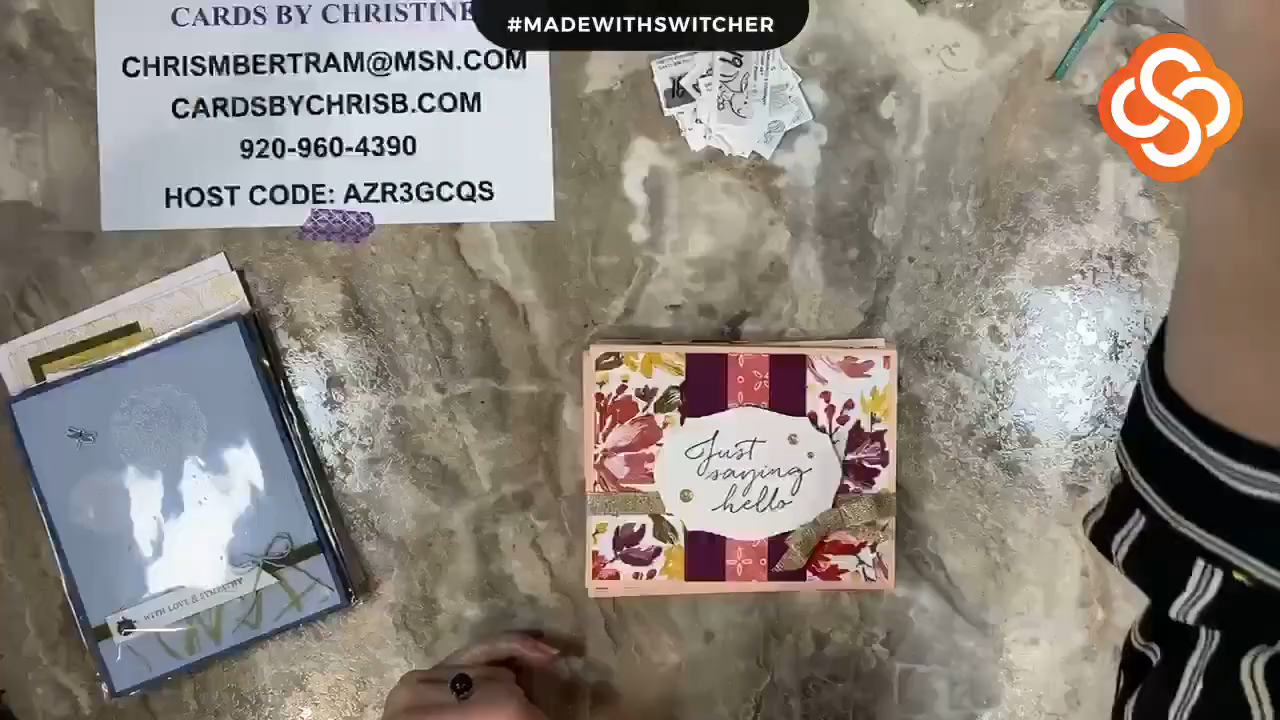 CARDS BY CHRISTINE
#MADEWITHSWITCHER
CHRISMBERTRAM@MSN.COM
CARDSBYCHRISB.COM
920-960-4390
HOST CODE: AZR3GCQS
Just
saying
hello
WITH LOVE & SYMPATHY